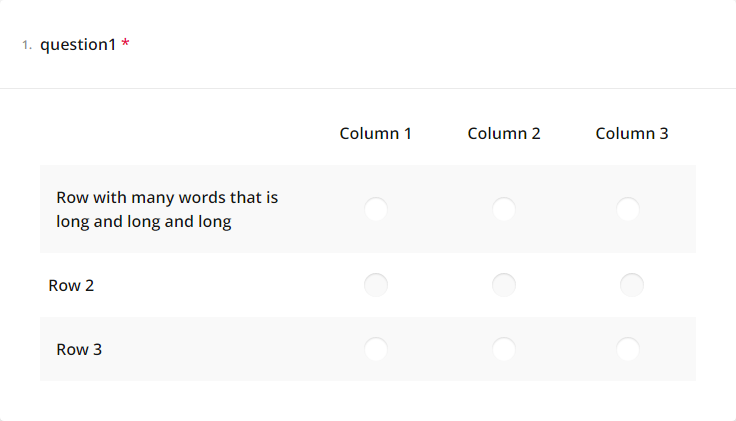 1. question1 *
Column 1 Column 2 Column 3
Row with many words that is
long and long and long
Row 2
Row 3